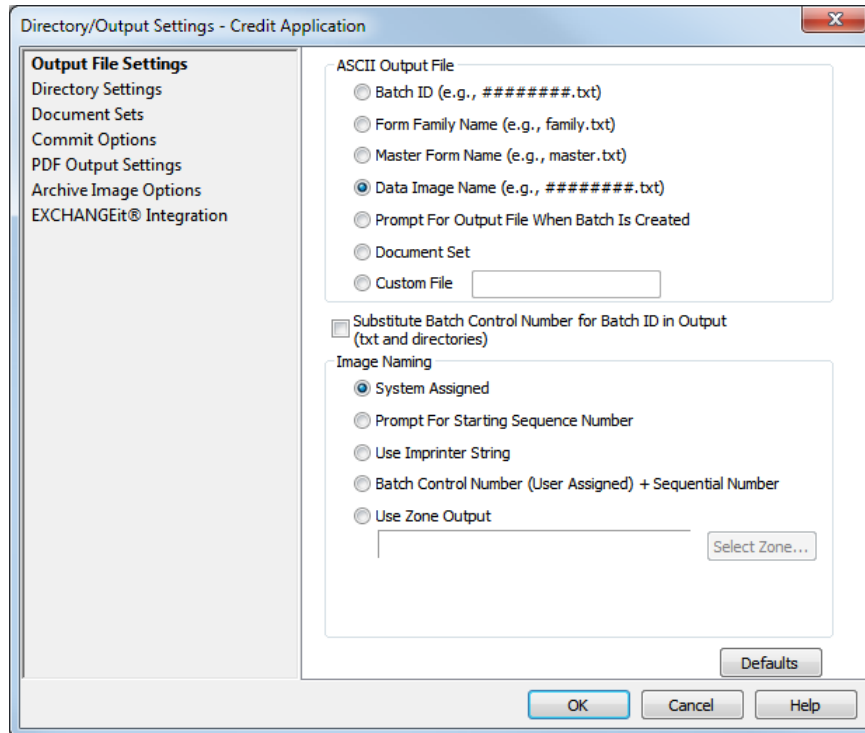 Directory/Output Settings - Credit Application
Output File Settings
Directory Settings
Document Sets
Commit Options
PDF Output Settings
Archive Image Options
EXCHANGEit® Integration
ASCII Output File
Batch ID (e.g., ########.txt)
Form Family Name (e.g., family.txt)
Master Form Name (e.g., master.txt)
Data Image Name (e.g., ########.txt)
Prompt For Output File When Batch Is Created
Document Set
Custom File
Substitute Batch Control Number for Batch ID in Output
(txt and directories)
Image Naming
System Assigned
Prompt For Starting Sequence Number
Use Imprinter String
Batch Control Number (User Assigned) + Sequential Number
Use Zone Output
Select Zone...
Defaults
OK
Cancel
Help